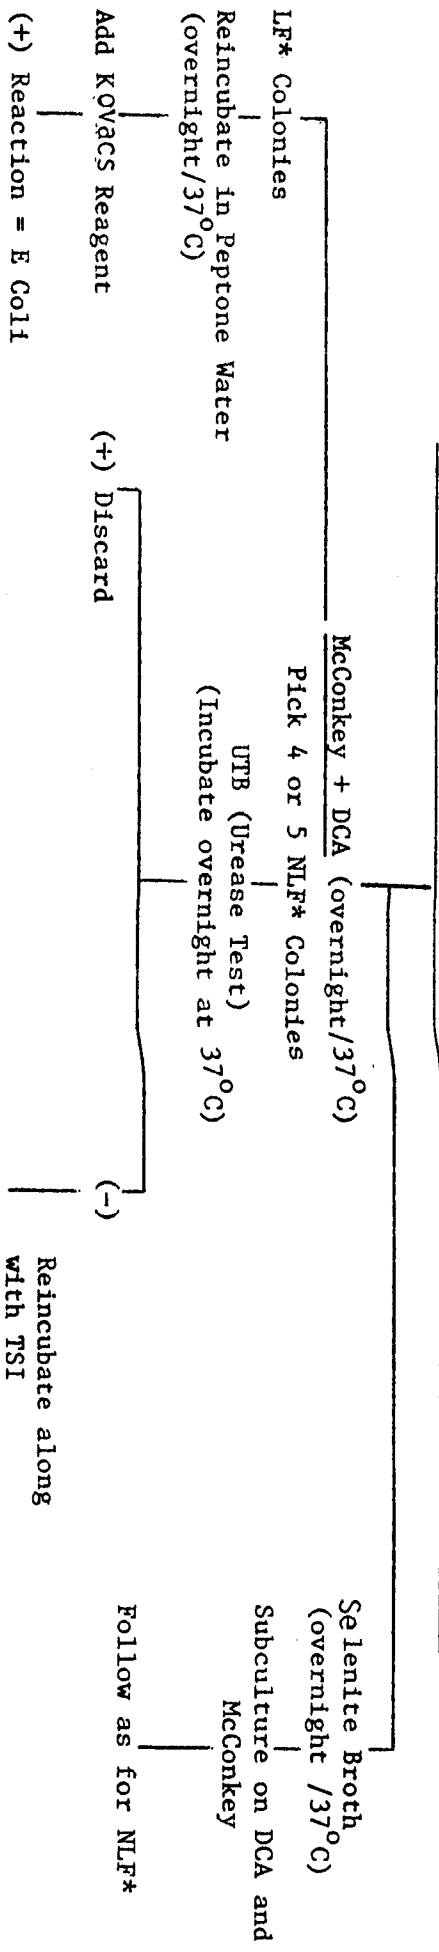 McConkey + DCA (overnight/37°C)
Pick 4 or 5 NLF* Colonies
UTB (Urease Test)
(Incubate overnight at 37°C)
LF* Colonies
Reincubate in Peptone Water
(overnight/37°C)
Add KOVACS Reagent
(+) Reaction = E Coli
(+) Discard
(-)
Reincubate along
with TSI
Selenite Broth
(overnight /37°C)
Subculture on DCA and
McConkey
Follow as for NLF*